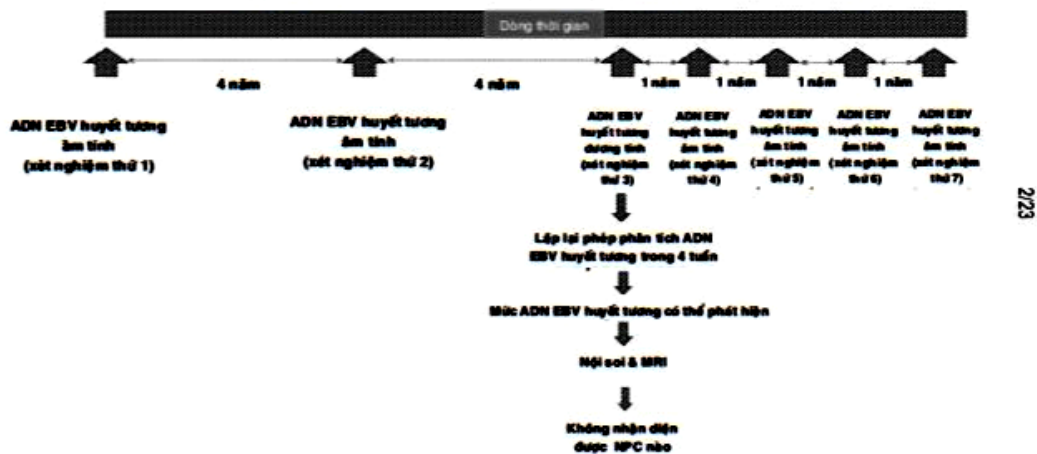 Dòng thời gian
4 năm
4 năm
1 năm
1 năm
1 năm
1 năm
ADN EBV huyết tương
âm tính
(xét nghiệm thứ 1)
ADN EBV huyết tương
âm tính
(xét nghiệm thứ 2)
ADN EBV
huyết tương
dương tính
(xét nghiệm
thứ 3)
ADN EBV
huyết tương
âm tính
(xét nghiệm
thứ 4)
ADN EBV
huyết tương
âm tính
(xét nghiệm
thứ 5)
ADN EBV
huyết tương
âm tính
(xét nghiệm
thứ 6)
ADN EBV
huyết tương
âm tính
(xét nghiệm
thứ 7)
Lặp lại phép phân tích ADN
EBV huyết tương trong 4 tuần
Mức ADN EBV huyết tương có thể phát hiện
Nội soi & MRI
Không nhận diện
được NPC nào
2/23